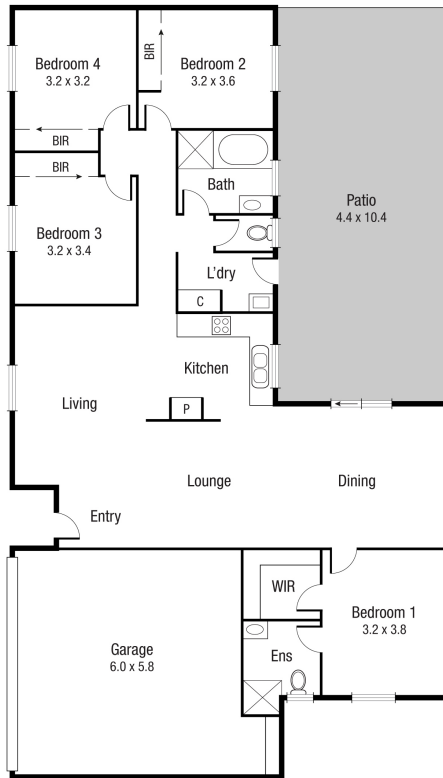 Bedroom 4
3.2 x 3.2
BIR
BIR
Bedroom 2
3.2 x 3.6
BIR
Bedroom 3
3.2 x 3.4
Bath
L'dry
C
Patio
4.4 x 10.4
Kitchen
P
Living
Lounge
Dining
Entry
WIR
Bedroom 1
3.2 x 3.8
Ens
Garage
6.0 x 5.8